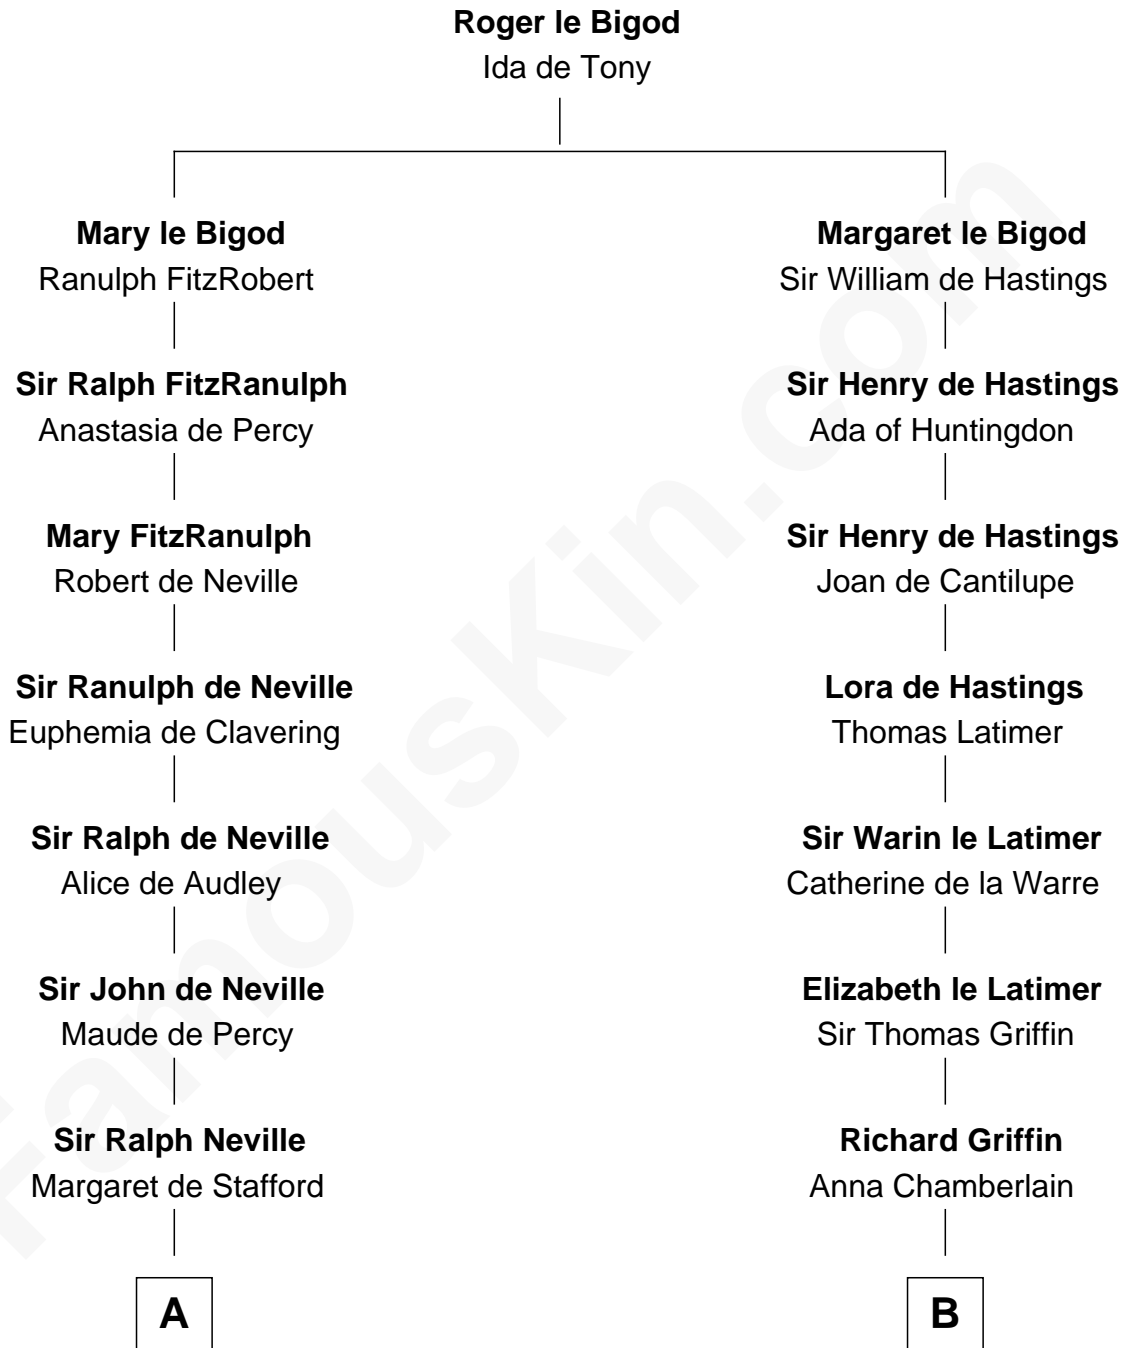 Roger le Bigod
Ida de Tony
Mary le Bigod
Ranulph FitzRobert
Margaret le Bigod
Sir William de Hastings
Sir Ralph FitzRanulph
Anastasia de Percy
Sir Henry de Hastings
Ada of Huntingdon
Mary FitzRanulph
Robert de Neville
Sir Henry de Hastings
Joan de Cantilupe
Sir Ranulph de Neville
Euphemia de Clavering
Lora de Hastings
Thomas Latimer
Sir Ralph de Neville
Alice de Audley
Sir Warin le Latimer
Catherine de la Warre
Sir John de Neville
Maude de Percy
Elizabeth le Latimer
Sir Thomas Griffin
Sir Ralph Neville
Margaret de Stafford
Richard Griffin
Anna Chamberlain
A
B
FamousKin.com